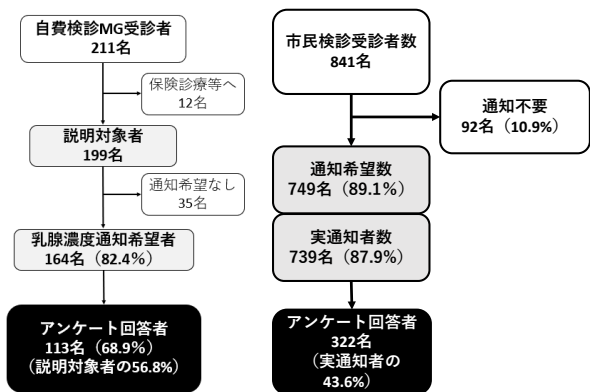 自費検診MG受診者
211名
保険診療等へ
12名
説明対象者
199名
通知希望なし
35名
乳腺濃度通知希望者
164名（82.4%）
アンケート回答者
113名（68.9%）
（説明対象者の56.8%）
市民検診受診者数
841名
通知不要
92名（10.9%）
通知希望数
749名（89.1%）
実通知者数
739名（87.9%）
アンケート回答者
322名
（実通知者の
43.6%）